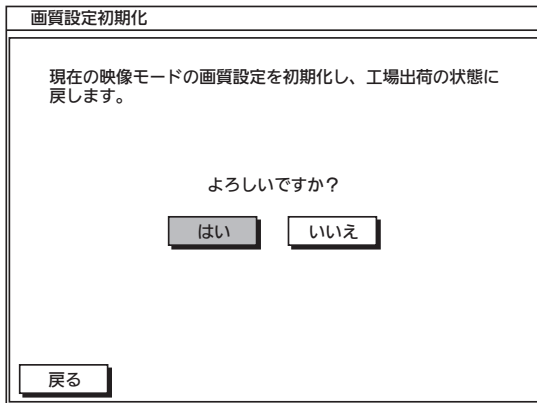 画質設定初期化
現在の映像モードの画質設定を初期化し、工場出荷の状態に
戻します。
よろしいですか？
はい
いいえ
戻る